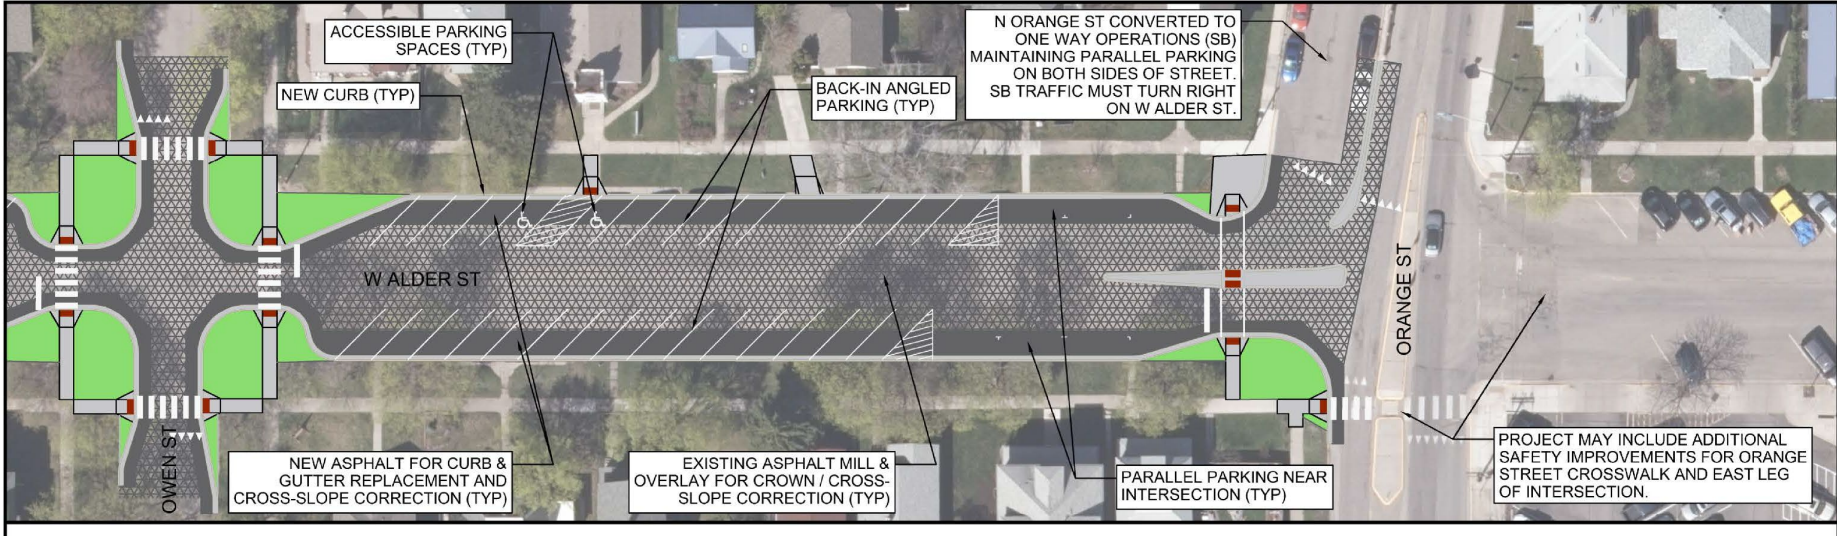 ACCESSIBLE PARKING
SPACES (TYP)
NEW CURB (TYP)
BACK-IN ANGLED
PARKING (TYP)
N ORANGE ST CONVERTED TO
ONE WAY OPERATIONS (SB)
MAINTAINING PARALLEL PARKING
ON BOTH SIDES OF STREET.
SB TRAFFIC MUST TURN RIGHT
ON W ALDER ST.
W ALDER ST
ORANGE ST
OWEN ST
NEW ASPHALT FOR CURB &
GUTTER REPLACEMENT AND
CROSS-SLOPE CORRECTION (TYP)
EXISTING ASPHALT MILL &
OVERLAY FOR CROWN / CROSS-
SLOPE CORRECTION (TYP)
PARALLEL PARKING NEAR
INTERSECTION (TYP)
PROJECT MAY INCLUDE ADDITIONAL
SAFETY IMPROVEMENTS FOR ORANGE
STREET CROSSWALK AND EAST LEG
OF INTERSECTION.